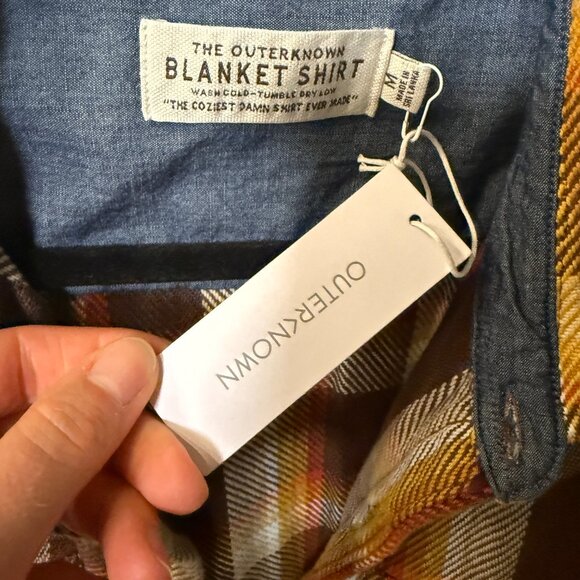 THE OUTERKNOWN
BLANKET SHIRT
WASH COLD-TUMBLE DRY LOW
"THE COZIEST DAMN SHIRT EVER MADE"
M
MADE IN
SRI LANKA
OUTERKNOWN